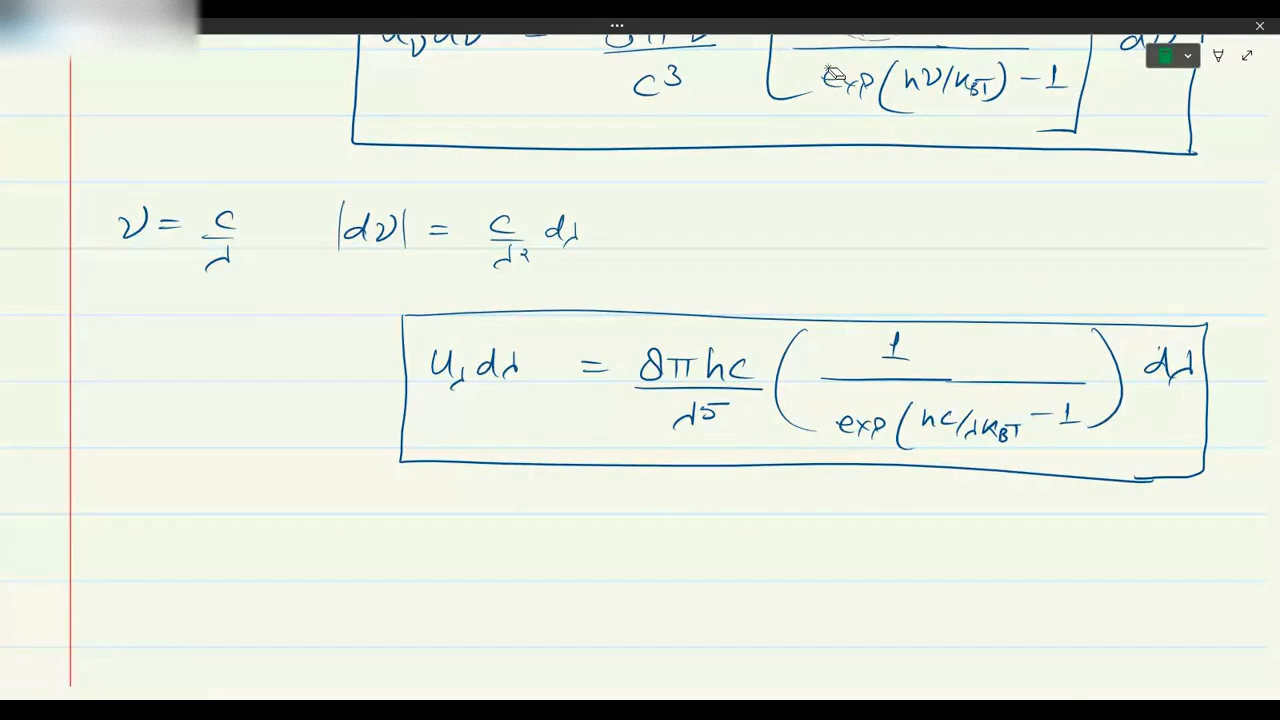 c³ exp(hν/k_BT) - 1
ν = c/λ |dν| = c/λ² dλ
u_λ dλ = 8πhc/λ⁵ ( 1 / exp(hc/λk_BT - 1 ) dλ